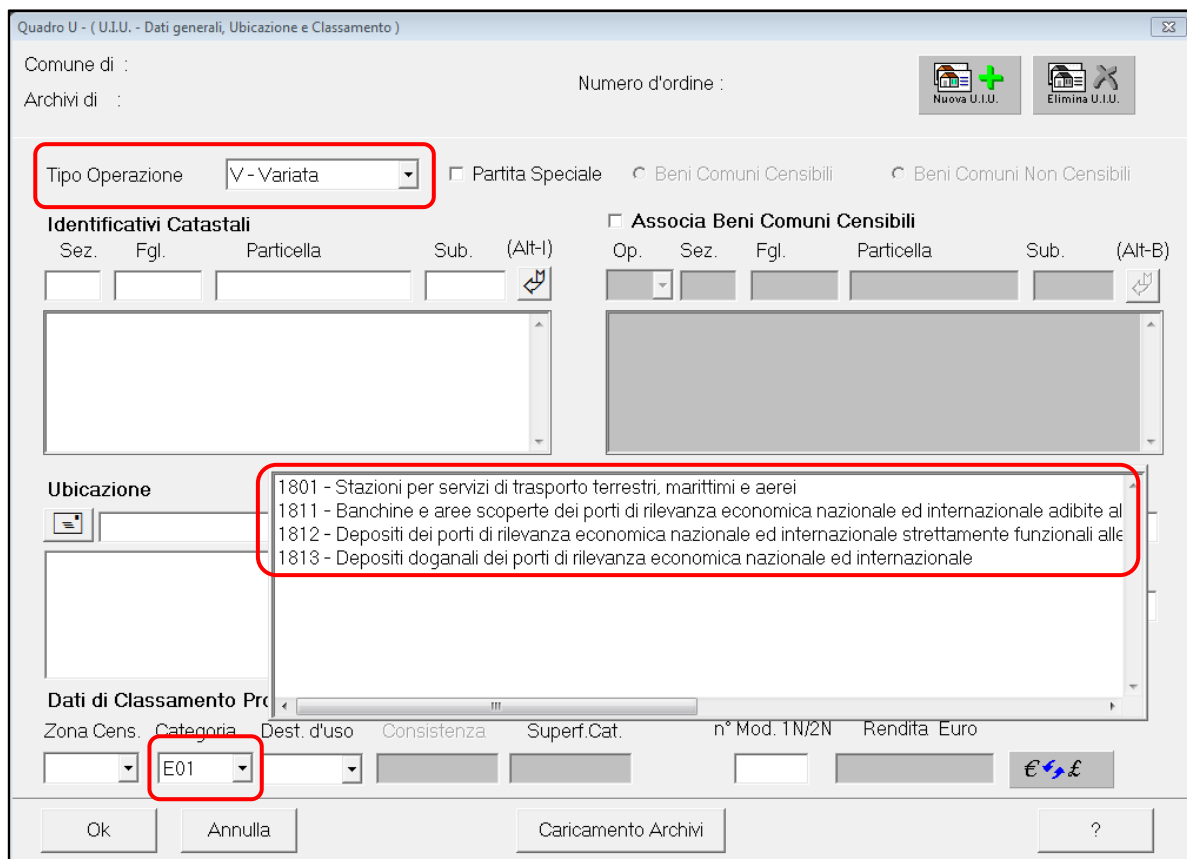 Quadro U - ( U.I.U. - Dati generali, Ubicazione e Classamento )
Comune di :
Archivi di :
Numero d'ordine :
Nuova U.I.U.
Elimina U.I.U.
Tipo Operazione V - Variata Partita Speciale Beni Comuni Censibili Beni Comuni Non Censibili
Identificativi Catastali
Sez. Fgl. Particella Sub. (Alt-I)
Associa Beni Comuni Censibili
Op. Sez. Fgl. Particella Sub. (Alt-B)
Ubicazione
1801 - Stazioni per servizi di trasporto terrestri, marittimi e aerei
1811 - Banchine e aree scoperte dei porti di rilevanza economica nazionale ed internazionale adibite al
1812 - Depositi dei porti di rilevanza economica nazionale ed internazionale strettamente funzionali alle
1813 - Depositi doganali dei porti di rilevanza economica nazionale ed internazionale
Dati di Classamento Pro
Zona Cens. Categoria Dest. d'uso Consistenza Superf.Cat. n° Mod. 1N/2N Rendita Euro
E01 € £
Ok Annulla Caricamento Archivi ?